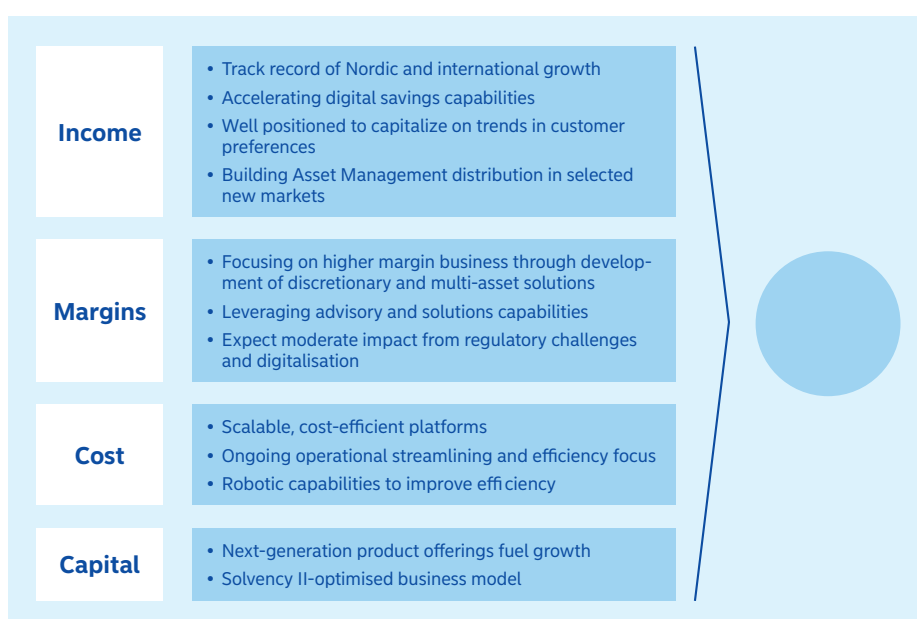 Income
• Track record of Nordic and international growth
• Accelerating digital savings capabilities
• Well positioned to capitalize on trends in customer
preferences
• Building Asset Management distribution in selected
new markets
Margins
• Focusing on higher margin business through develop-
ment of discretionary and multi-asset solutions
• Leveraging advisory and solutions capabilities
• Expect moderate impact from regulatory challenges
and digitalisation
Cost
• Scalable, cost-efficient platforms
• Ongoing operational streamlining and efficiency focus
• Robotic capabilities to improve efficiency
Capital
• Next-generation product offerings fuel growth
• Solvency II-optimised business model